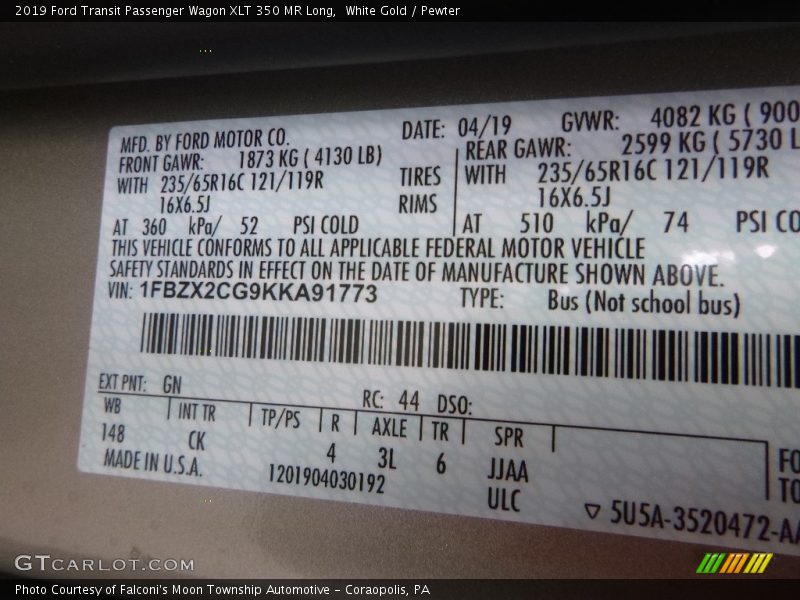 2019 Ford Transit Passenger Wagon XLT 350 MR Long,  White Gold / Pewter
MFD. BY FORD MOTOR CO. DATE: 04/19 GVWR: 4082 KG ( 900
FRONT GAWR: 1873 KG ( 4130 LB) REAR GAWR: 2599 KG ( 5730 L
WITH 235/65R16C 121/119R TIRES WITH 235/65R16C 121/119R
16X6.5J RIMS 16X6.5J
AT 360 kPa/ 52 PSI COLD AT 510 kPa/ 74 PSI CO
THIS VEHICLE CONFORMS TO ALL APPLICABLE FEDERAL MOTOR VEHICLE
SAFETY STANDARDS IN EFFECT ON THE DATE OF MANUFACTURE SHOWN ABOVE.
VIN: 1FBZX2CG9KKA91773 TYPE: Bus (Not school bus)
EXT PNT: GN RC: 44 DSO:
WB INT TR TP/PS R AXLE TR SPR
148 CK 4 3L 6 JJAA FO
MADE IN U.S.A. 1201904030192 ULC TO
▽ 5U5A-3520472-AA
GTCARLOT.COM
Photo Courtesy of Falconi's Moon Township Automotive - Coraopolis, PA